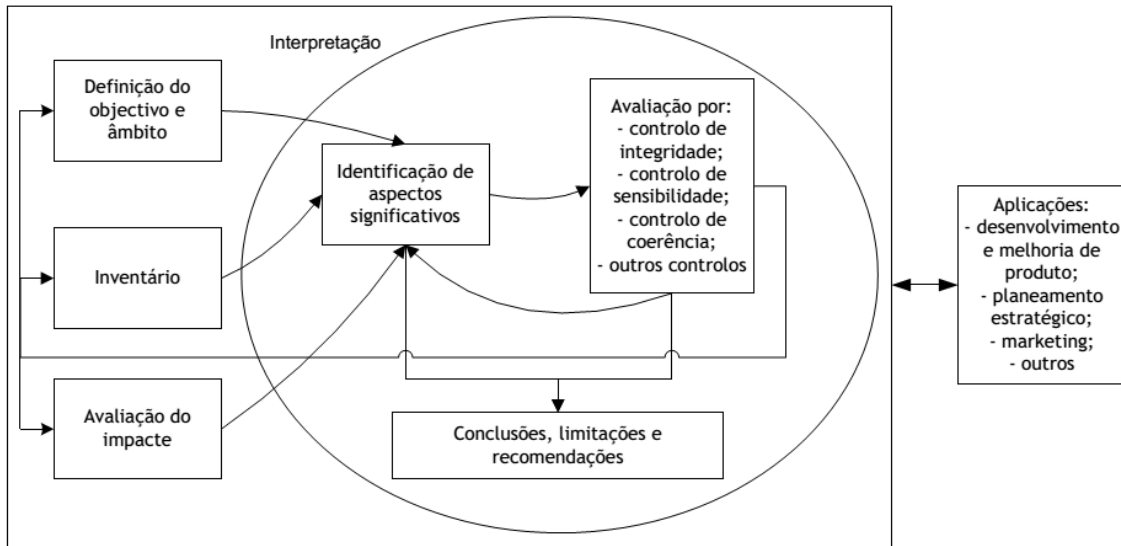 Interpretação
Definição do
objectivo e
âmbito
Inventário
Avaliação do
impacte
Identificação de
aspectos
significativos
Avaliação por:
- controlo de
integridade;
- controlo de
sensibilidade;
- controlo de
coerência;
- outros controlos
Conclusões, limitações e
recomendações
Aplicações:
- desenvolvimento
e melhoria de
produto;
- planeamento
estratégico;
- marketing;
- outros